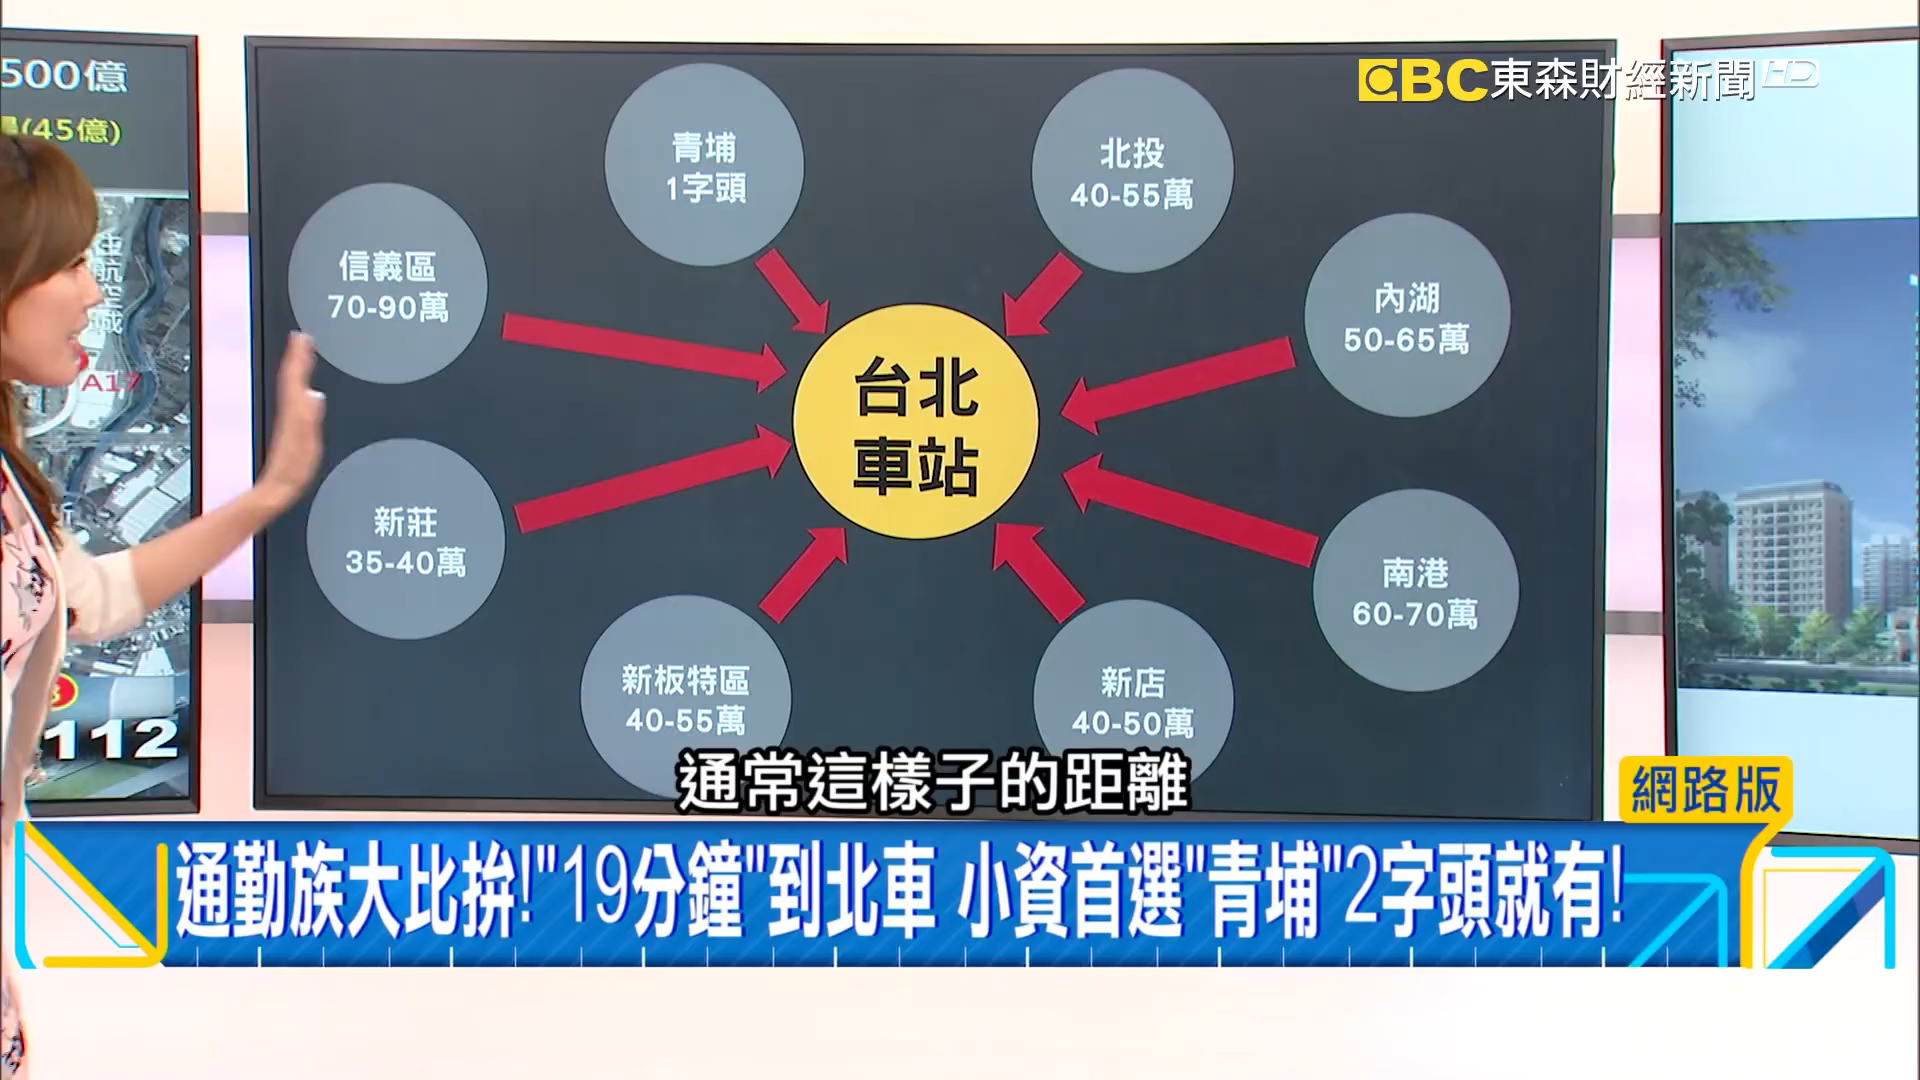 500億
(45億)
A17
112
EBC東森財經新聞HD
青埔
1字頭
北投
40-55萬
信義區
70-90萬
內湖
50-65萬
台北
車站
新莊
35-40萬
南港
60-70萬
新板特區
40-55萬
新店
40-50萬
通常這樣子的距離
網路版
通勤族大比拚!"19分鐘"到北車 小資首選"青埔"2字頭就有!